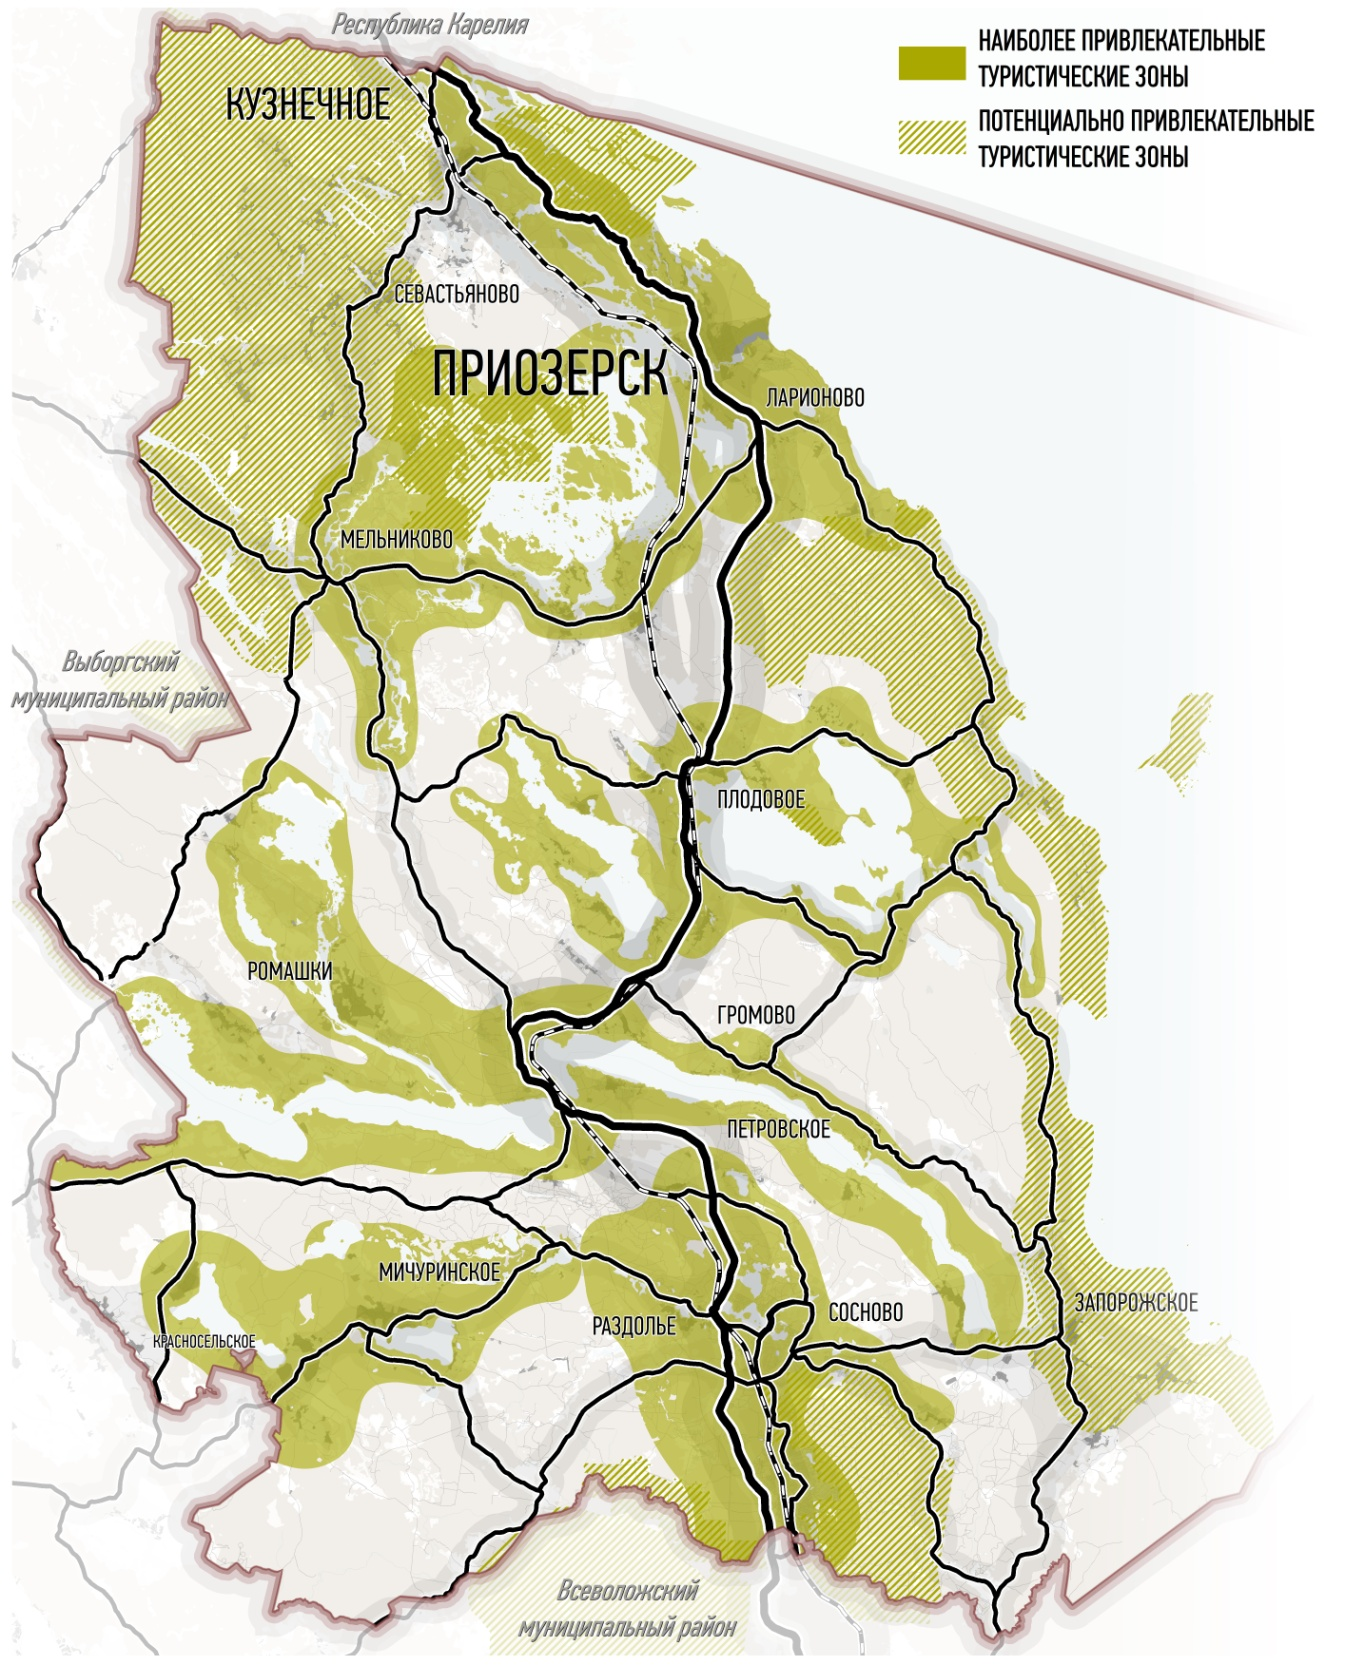 Республика Карелия
НАИБОЛЕЕ ПРИВЛЕКАТЕЛЬНЫЕ
ТУРИСТИЧЕСКИЕ ЗОНЫ
ПОТЕНЦИАЛЬНО ПРИВЛЕКАТЕЛЬНЫЕ
ТУРИСТИЧЕСКИЕ ЗОНЫ
КУЗНЕЧНОЕ
СЕВАСТЬЯНОВО
ПРИОЗЕРСК
ЛАРИОНОВО
МЕЛЬНИКОВО
Выборгский
муниципальный район
ПЛОДОВОЕ
РОМАШКИ
ГРОМОВО
ПЕТРОВСКОЕ
МИЧУРИНСКОЕ
ЗАПОРОЖСКОЕ
СОСНОВО
РАЗДОЛЬЕ
КРАСНОСЕЛЬСКОЕ
Всеволожский
муниципальный район